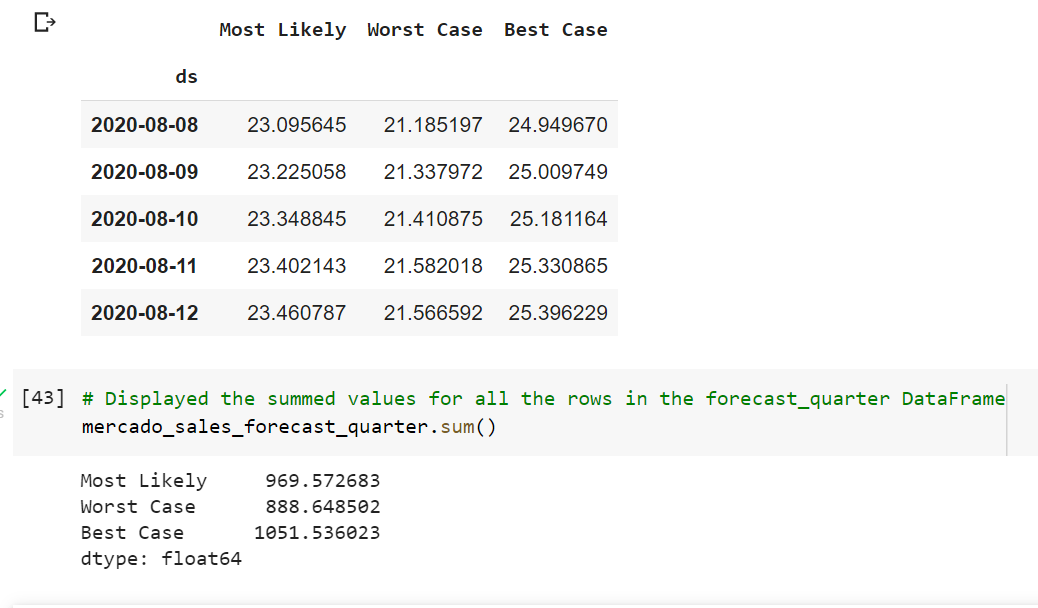 Most Likely Worst Case Best Case
ds
2020-08-08 23.095645 21.185197 24.949670
2020-08-09 23.225058 21.337972 25.009749
2020-08-10 23.348845 21.410875 25.181164
2020-08-11 23.402143 21.582018 25.330865
2020-08-12 23.460787 21.566592 25.396229
[43] # Displayed the summed values for all the rows in the forecast_quarter DataFrame
s mercado_sales_forecast_quarter.sum()
Most Likely 969.572683
Worst Case 888.648502
Best Case 1051.536023
dtype: float64